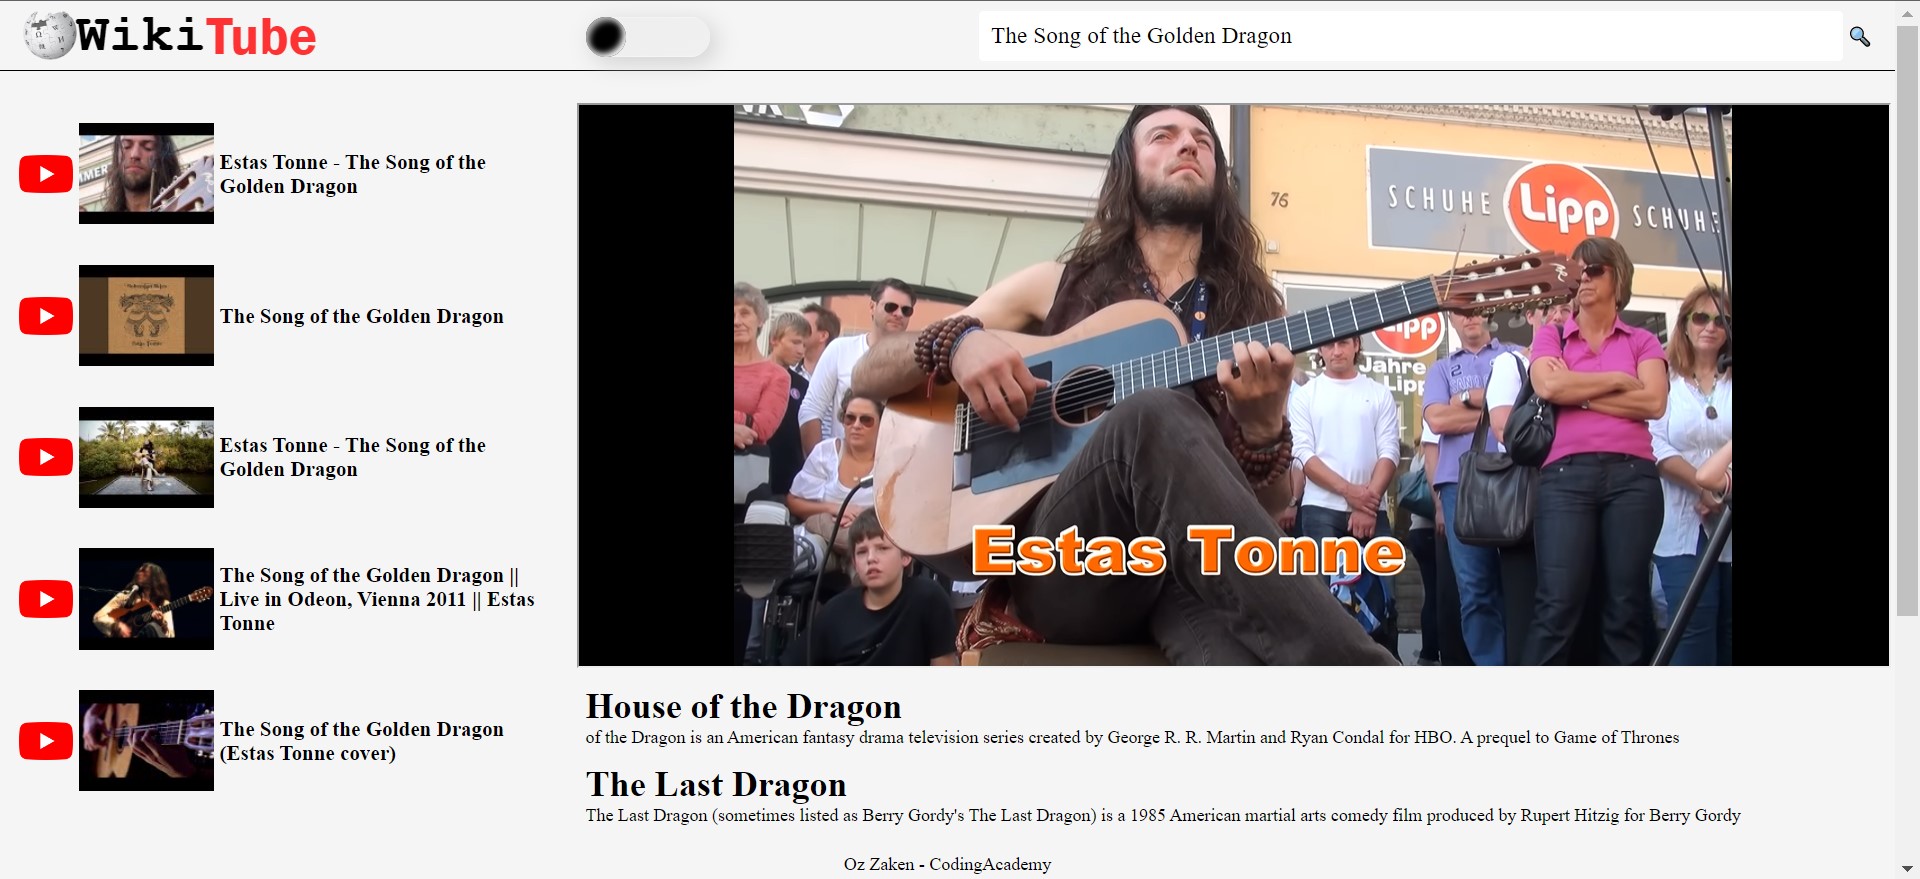 WikiTube
The Song of the Golden Dragon
Estas Tonne - The Song of the
Golden Dragon
The Song of the Golden Dragon
Estas Tonne - The Song of the
Golden Dragon
The Song of the Golden Dragon ||
Live in Odeon, Vienna 2011 || Estas
Tonne
The Song of the Golden Dragon
(Estas Tonne cover)
76
SCHUHE Lipp SCHUHE
Lipp
Jahre
Lipp
Estas Tonne
House of the Dragon
of the Dragon is an American fantasy drama television series created by George R. R. Martin and Ryan Condal for HBO. A prequel to Game of Thrones
The Last Dragon
The Last Dragon (sometimes listed as Berry Gordy's The Last Dragon) is a 1985 American martial arts comedy film produced by Rupert Hitzig for Berry Gordy
Oz Zaken - CodingAcademy